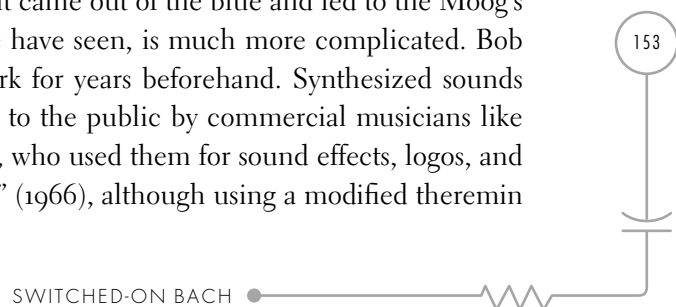 it came out of the blue and led to the Moog's
e have seen, is much more complicated. Bob
rk for years beforehand. Synthesized sounds
to the public by commercial musicians like
, who used them for sound effects, logos, and
” (1966), although using a modified theremin
153
SWITCHED-ON BACH